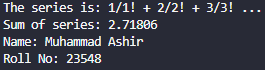 The series is: 1/1! + 2/2! + 3/3! ...
Sum of series: 2.71806
Name: Muhammad Ashir
Roll No: 23548